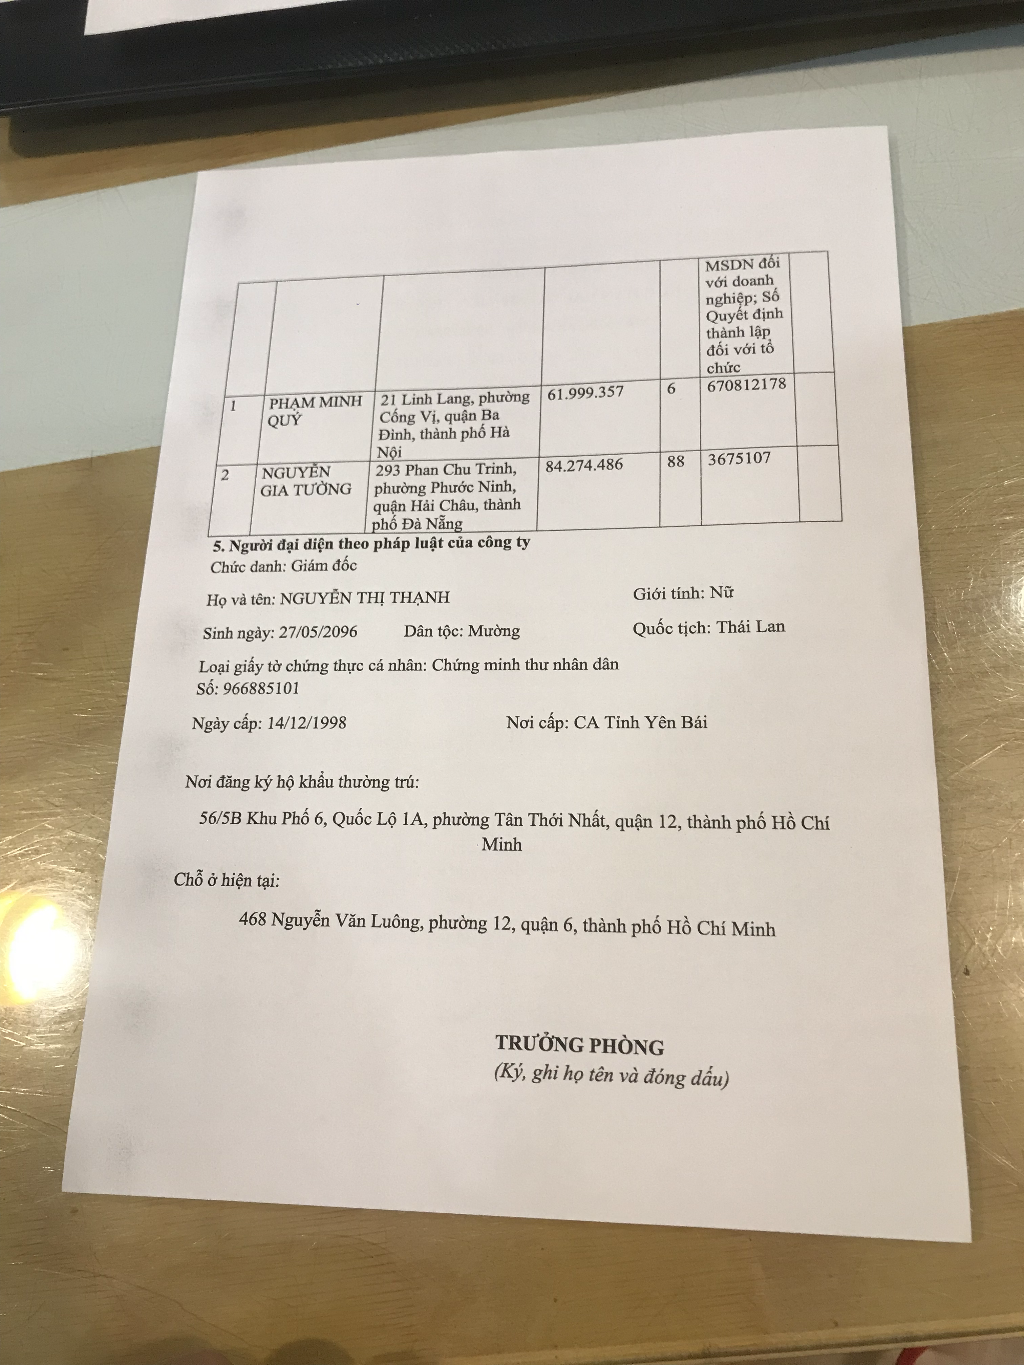 MSDN đối
với doanh
nghiệp; Số
Quyết định
thành lập
đối với tổ
chức
1 PHẠM MINH 21 Linh Lang, phường 61.999.357 6 670812178
QUÝ Cống Vị, quận Ba
Đình, thành phố Hà
Nội
2 NGUYỄN 293 Phan Chu Trinh, 84.274.486 88 3675107
GIA TƯỜNG phường Phước Ninh,
quận Hải Châu, thành
phố Đà Nẵng
5. Người đại diện theo pháp luật của công ty
Chức danh: Giám đốc
Họ và tên: NGUYỄN THỊ THẠNH Giới tính: Nữ
Sinh ngày: 27/05/2096 Dân tộc: Mường Quốc tịch: Thái Lan
Loại giấy tờ chứng thực cá nhân: Chứng minh thư nhân dân
Số: 966885101
Ngày cấp: 14/12/1998 Nơi cấp: CA Tỉnh Yên Bái
Nơi đăng ký hộ khẩu thường trú:
56/5B Khu Phố 6, Quốc Lộ 1A, phường Tân Thới Nhất, quận 12, thành phố Hồ Chí
Minh
Chỗ ở hiện tại:
468 Nguyễn Văn Luông, phường 12, quận 6, thành phố Hồ Chí Minh
TRƯỞNG PHÒNG
(Ký, ghi họ tên và đóng dấu)